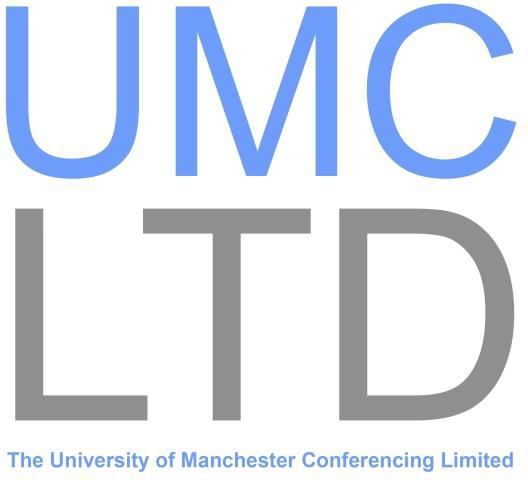 UMC
LTD
The University of Manchester Conferencing Limited